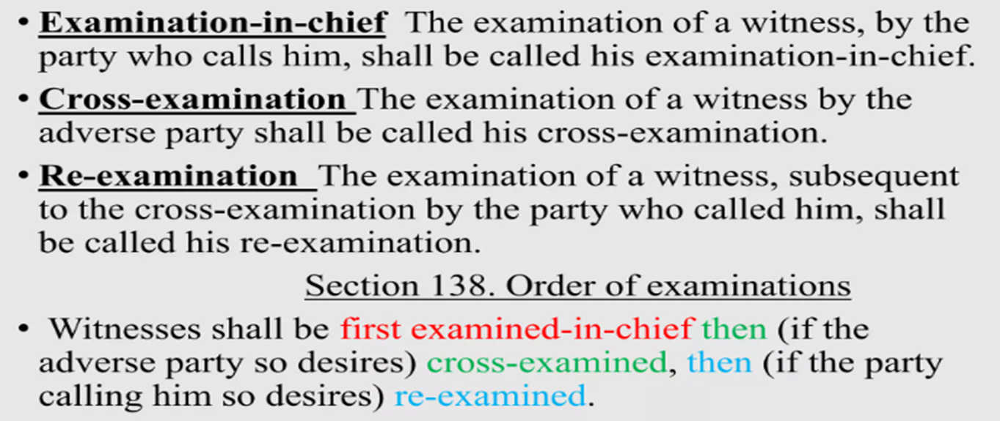 • Examination-in-chief The examination of a witness, by the
party who calls him, shall be called his examination-in-chief.
• Cross-examination The examination of a witness by the
adverse party shall be called his cross-examination.
• Re-examination The examination of a witness, subsequent
to the cross-examination by the party who called him, shall
be called his re-examination.
Section 138. Order of examinations
• Witnesses shall be first examined-in-chief then (if the
adverse party so desires) cross-examined, then (if the party
calling him so desires) re-examined.